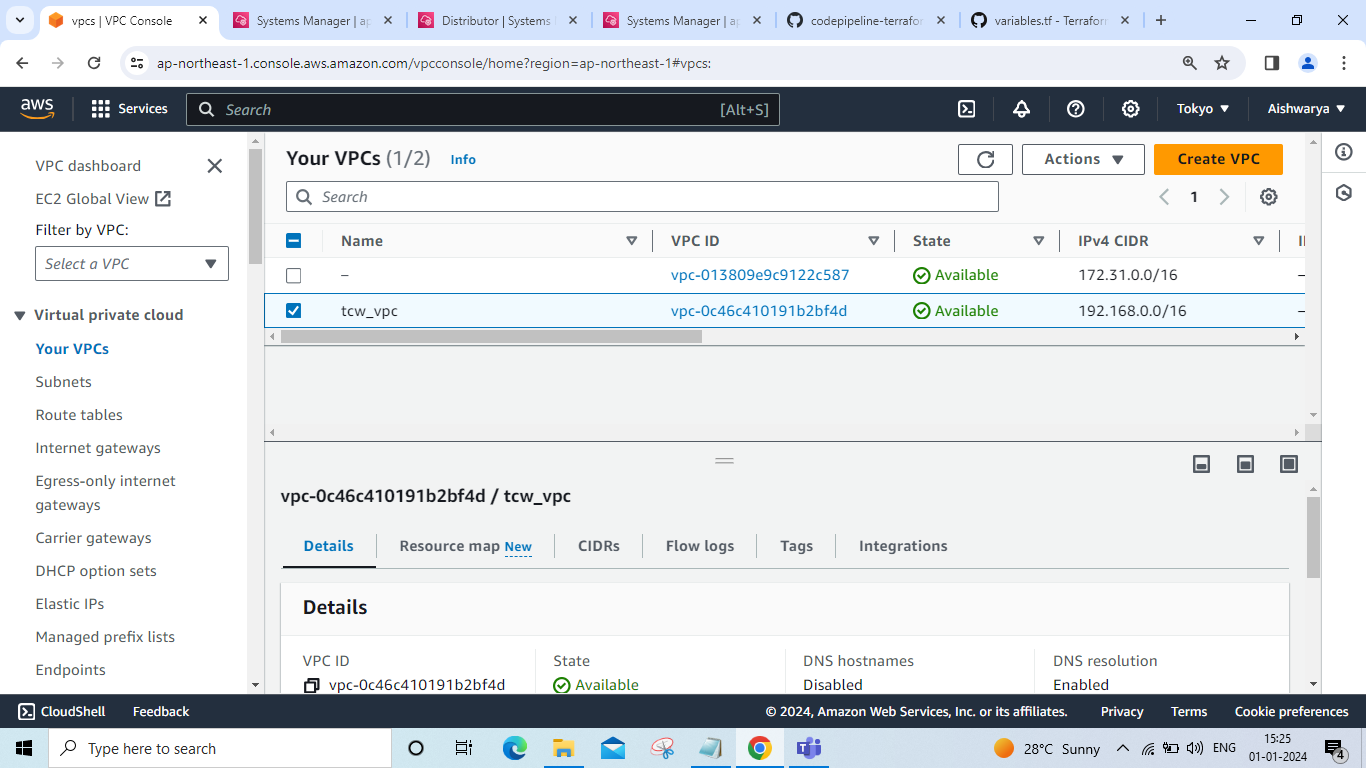 vpcs | VPC Console
Systems Manager | ap
Distributor | Systems
Systems Manager | ap
codepipeline-terrafor
variables.tf - Terraform
ap-northeast-1.console.aws.amazon.com/vpcconsole/home?region=ap-northeast-1#vpcs:
aws
Services
Search
[Alt+S]
Tokyo
Aishwarya
VPC dashboard
EC2 Global View
Filter by VPC:
Select a VPC
Virtual private cloud
Your VPCs
Subnets
Route tables
Internet gateways
Egress-only internet
gateways
Carrier gateways
DHCP option sets
Elastic IPs
Managed prefix lists
Endpoints
Your VPCs (1/2) Info
Actions
Create VPC
Search
1
Name VPC ID State IPv4 CIDR
– vpc-013809e9c9122c587 Available 172.31.0.0/16 –
tcw_vpc vpc-0c46c410191b2bf4d Available 192.168.0.0/16 –
vpc-0c46c410191b2bf4d / tcw_vpc
Details Resource map New CIDRs Flow logs Tags Integrations
Details
VPC ID State DNS hostnames DNS resolution
vpc-0c46c410191b2bf4d Available Disabled Enabled
CloudShell Feedback © 2024, Amazon Web Services, Inc. or its affiliates. Privacy Terms Cookie preferences
Type here to search
28°C Sunny
ENG
15:25
01-01-2024
4